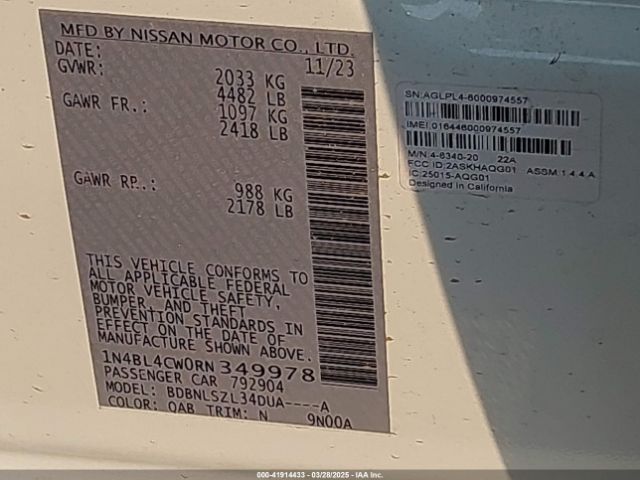 MFD BY NISSAN MOTOR CO., LTD.
DATE: 11/23
GVWR: 2033 KG
4482 LB
GAWR FR.: 1097 KG
2418 LB
GAWR RR.: 988 KG
2178 LB
THIS VEHICLE CONFORMS TO
ALL APPLICABLE FEDERAL
MOTOR VEHICLE SAFETY,
BUMPER, AND THEFT
PREVENTION STANDARDS IN
EFFECT ON THE DATE OF
MANUFACTURE SHOWN ABOVE.
1N4BL4CW0RN349978
PASSENGER CAR 792904
MODEL: BDBNLSZL34DUA----A
COLOR: QAB TRIM: N 9N00A
SN:AGLPL4-6000974557
IMEI:016446000974557
M/N:4-6340-20 22A
FCC ID:2ASKHAQG01 ASSM:1.4.4.A
IC:25015-AQG01
Designed in California
000-41914433 — 03/28/2025 — IAAI, Inc.